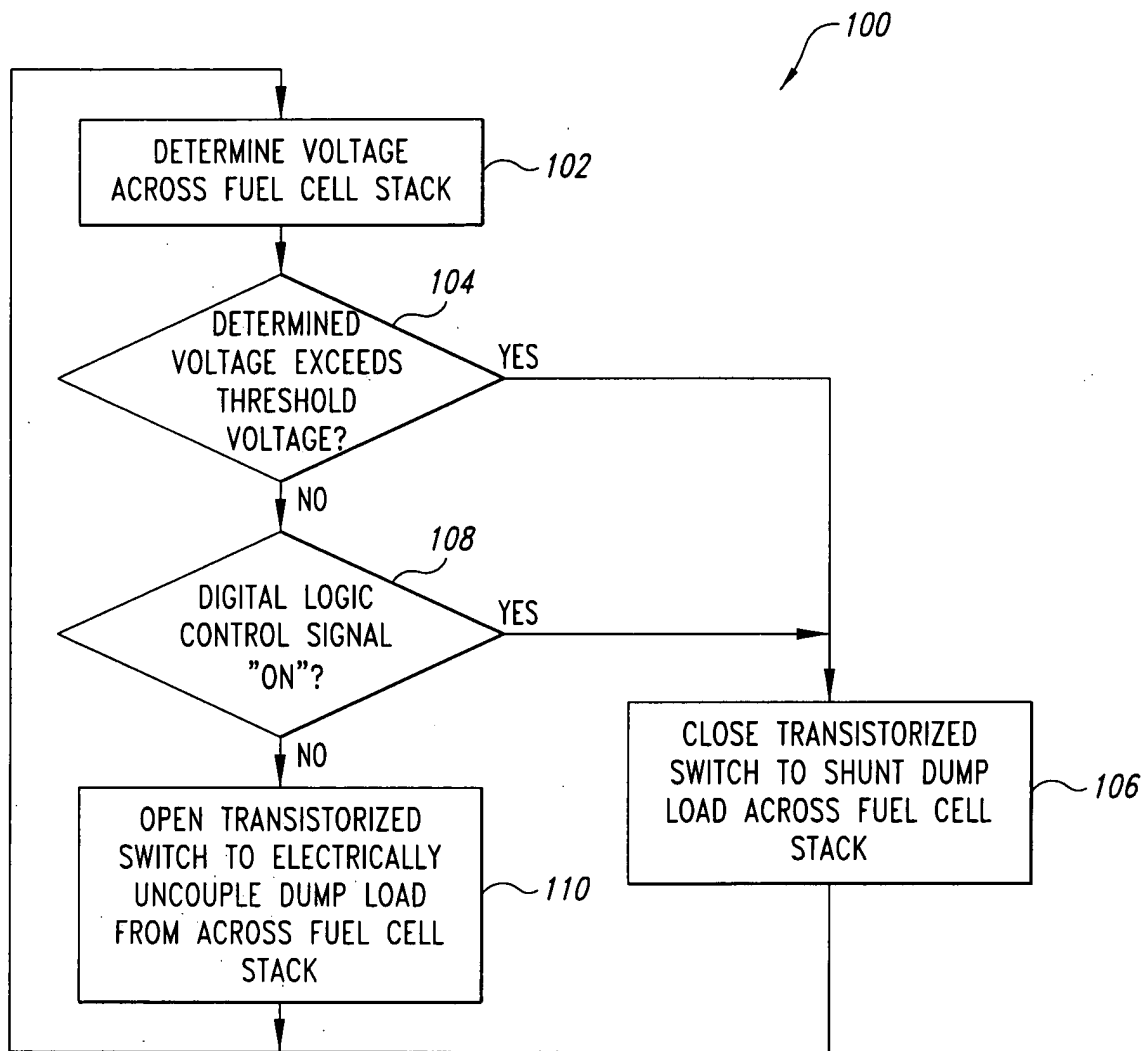 100
DETERMINE VOLTAGE
ACROSS FUEL CELL STACK
102
104
DETERMINED
VOLTAGE EXCEEDS
THRESHOLD
VOLTAGE?
YES
NO
108
DIGITAL LOGIC
CONTROL SIGNAL
"ON"?
YES
NO
CLOSE TRANSISTORIZED
SWITCH TO SHUNT DUMP
LOAD ACROSS FUEL CELL
STACK
106
OPEN TRANSISTORIZED
SWITCH TO ELECTRICALLY
UNCOUPLE DUMP LOAD
FROM ACROSS FUEL CELL
STACK
110